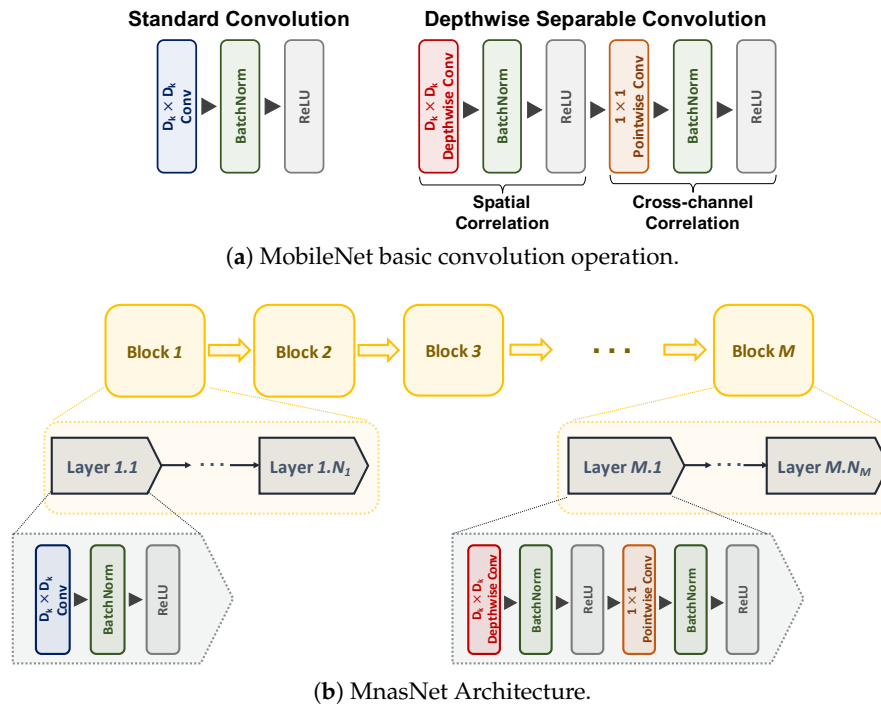 Standard Convolution
Depthwise Separable Convolution
Dₖ × Dₖ
Conv
BatchNorm
ReLU
Dₖ × Dₖ
Depthwise Conv
BatchNorm
ReLU
1 × 1
Pointwise Conv
BatchNorm
ReLU
Spatial
Correlation
Cross-channel
Correlation
(a) MobileNet basic convolution operation.
Block 1
Block 2
Block 3
. . .
Block M
Layer 1.1
. . .
Layer 1.N₁
Layer M.1
. . .
Layer M.N_M
Dₖ × Dₖ
Conv
BatchNorm
ReLU
Dₖ × Dₖ
Depthwise Conv
BatchNorm
ReLU
1 × 1
Pointwise Conv
BatchNorm
ReLU
(b) MnasNet Architecture.